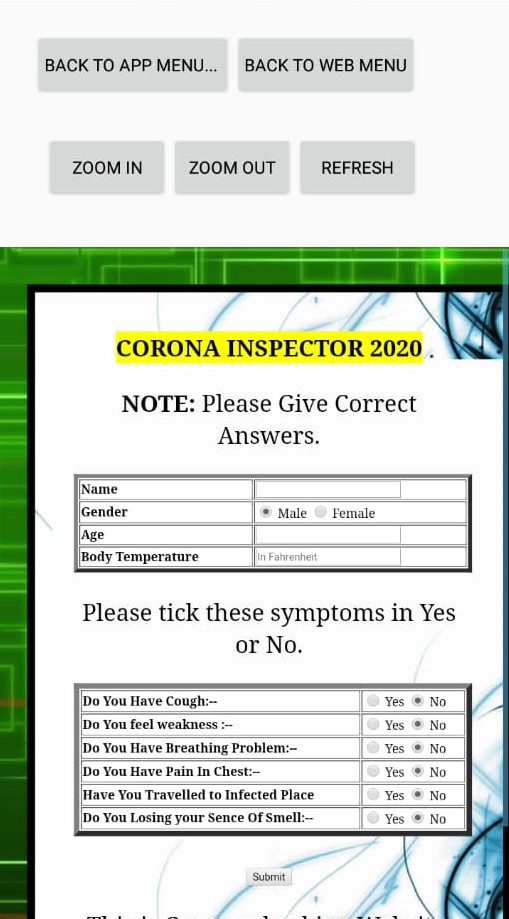 BACK TO APP MENU... BACK TO WEB MENU
ZOOM IN ZOOM OUT REFRESH
CORONA INSPECTOR 2020 .
NOTE: Please Give Correct
Answers.
Name
Gender Male Female
Age
Body Temperature In Fahrenheit
Please tick these symptoms in Yes
or No.
Do You Have Cough:-- Yes No
Do You feel weakness :-- Yes No
Do You Have Breathing Problem:-- Yes No
Do You Have Pain In Chest:-- Yes No
Have You Travelled to Infected Place Yes No
Do You Losing your Sence Of Smell:-- Yes No
Submit